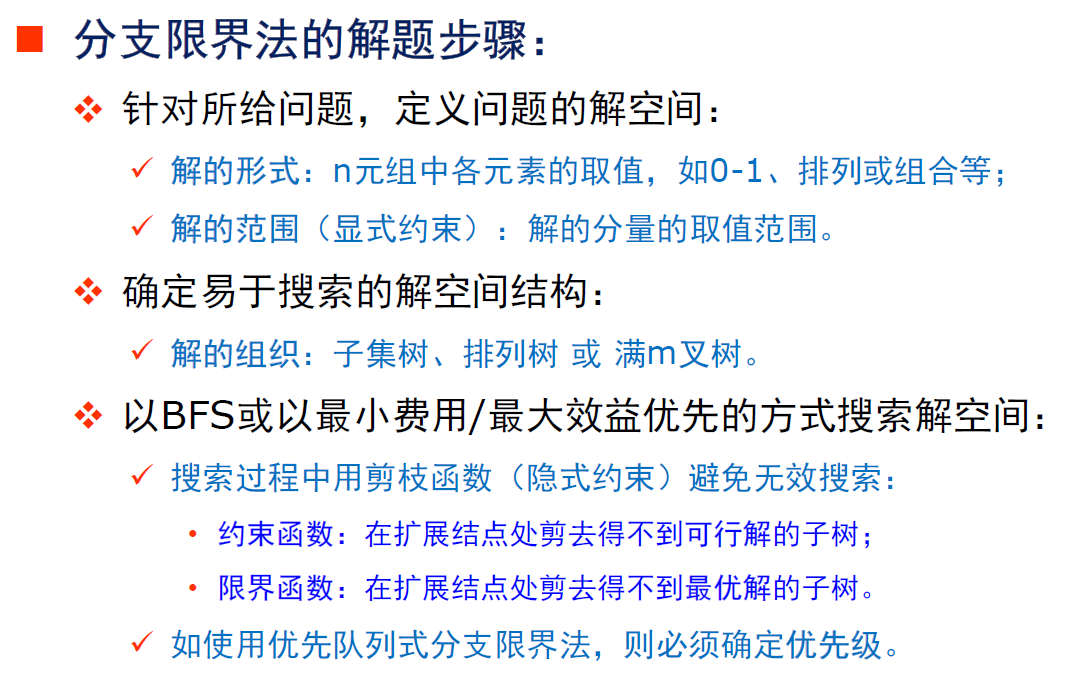 分支限界法的解题步骤：
针对所给问题，定义问题的解空间：
解的形式：n元组中各元素的取值，如0-1、排列或组合等；
解的范围（显式约束）：解的分量的取值范围。
确定易于搜索的解空间结构：
解的组织：子集树、排列树 或 满m叉树。
以BFS或以最小费用/最大效益优先的方式搜索解空间：
搜索过程中用剪枝函数（隐式约束）避免无效搜索：
• 约束函数：在扩展结点处剪去得不到可行解的子树；
• 限界函数：在扩展结点处剪去得不到最优解的子树。
如使用优先队列式分支限界法，则必须确定优先级。